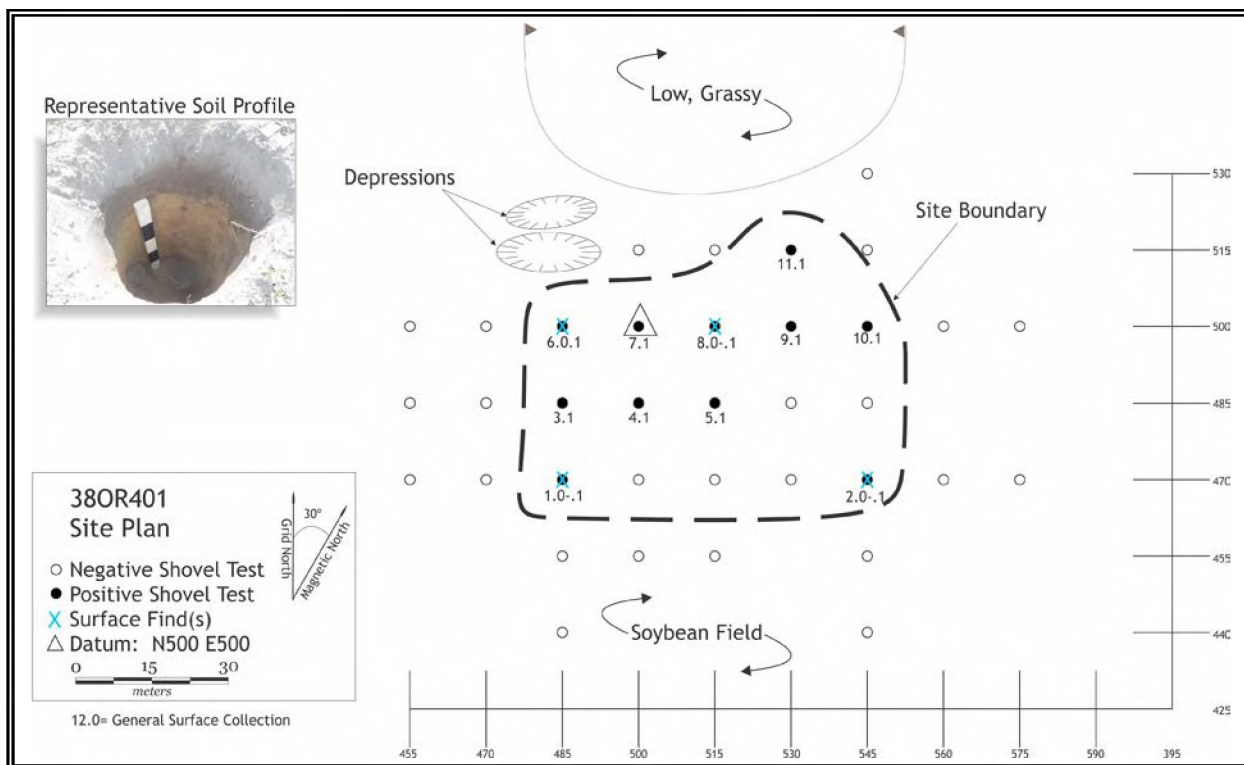 Representative Soil Profile
Low, Grassy
Depressions
Site Boundary
530
515
11.1
500
6.0.1
7.1
8.0-.1
9.1
10.1
485
3.1
4.1
5.1
470
1.0-.1
2.0-.1
455
440
425
Soybean Field
38OR401
Site Plan
30°
Grid North
Magnetic North
Negative Shovel Test
Positive Shovel Test
Surface Find(s)
Datum: N500 E500
0 15 30
meters
12.0= General Surface Collection
455 470 485 500 515 530 545 560 575 590 395